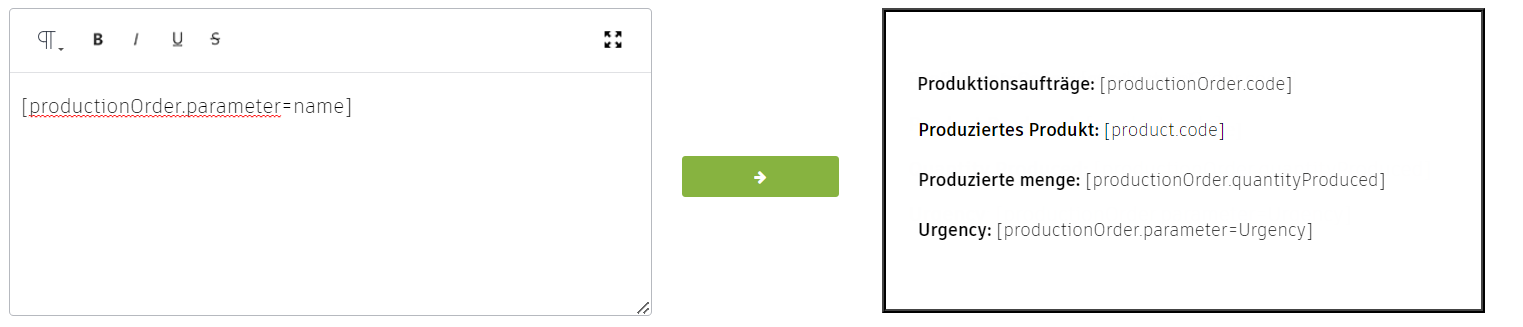 B I U S
[productionOrder.parameter=name]
Produktionsaufträge: [productionOrder.code]
Produziertes Produkt: [product.code]
Produzierte menge: [productionOrder.quantityProduced]
Urgency: [productionOrder.parameter=Urgency]